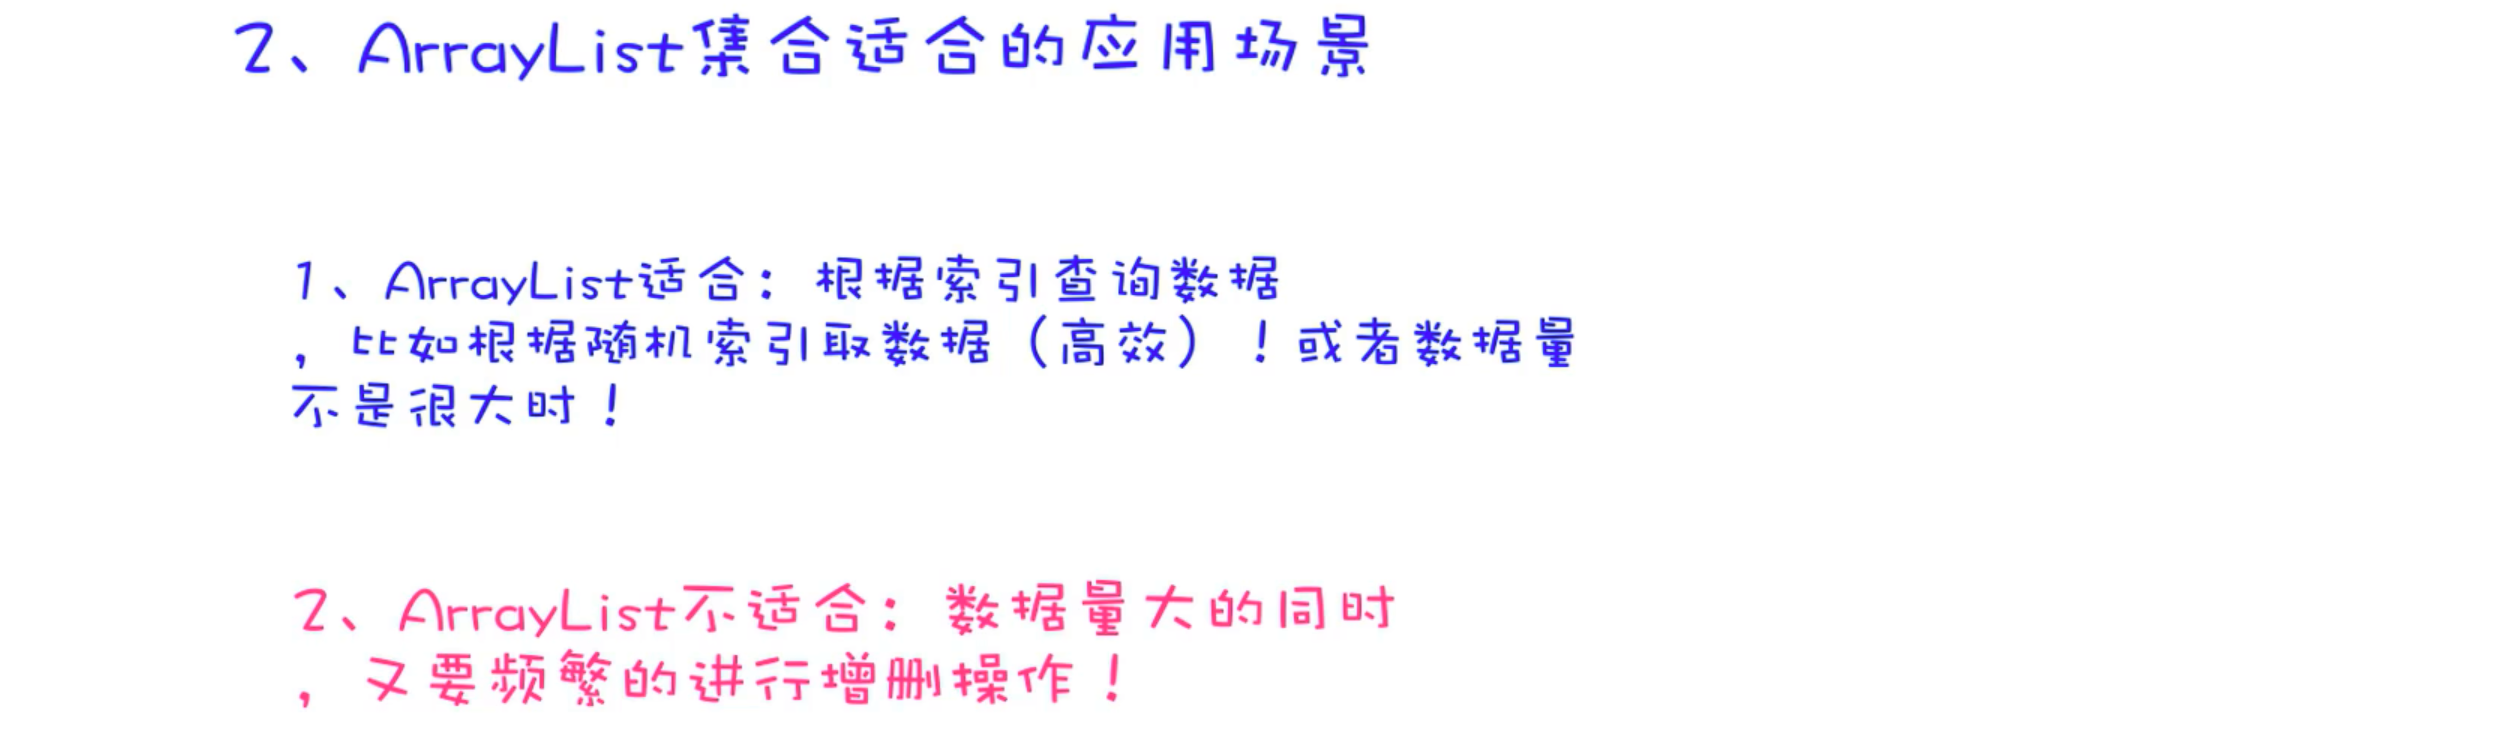 2、ArrayList集合适合的应用场景
1、ArrayList适合：根据索引查询数据
，比如根据随机索引取数据（高效）！或者数据量
不是很大时！
2、ArrayList不适合：数据量大的同时
，又要频繁的进行增删操作！